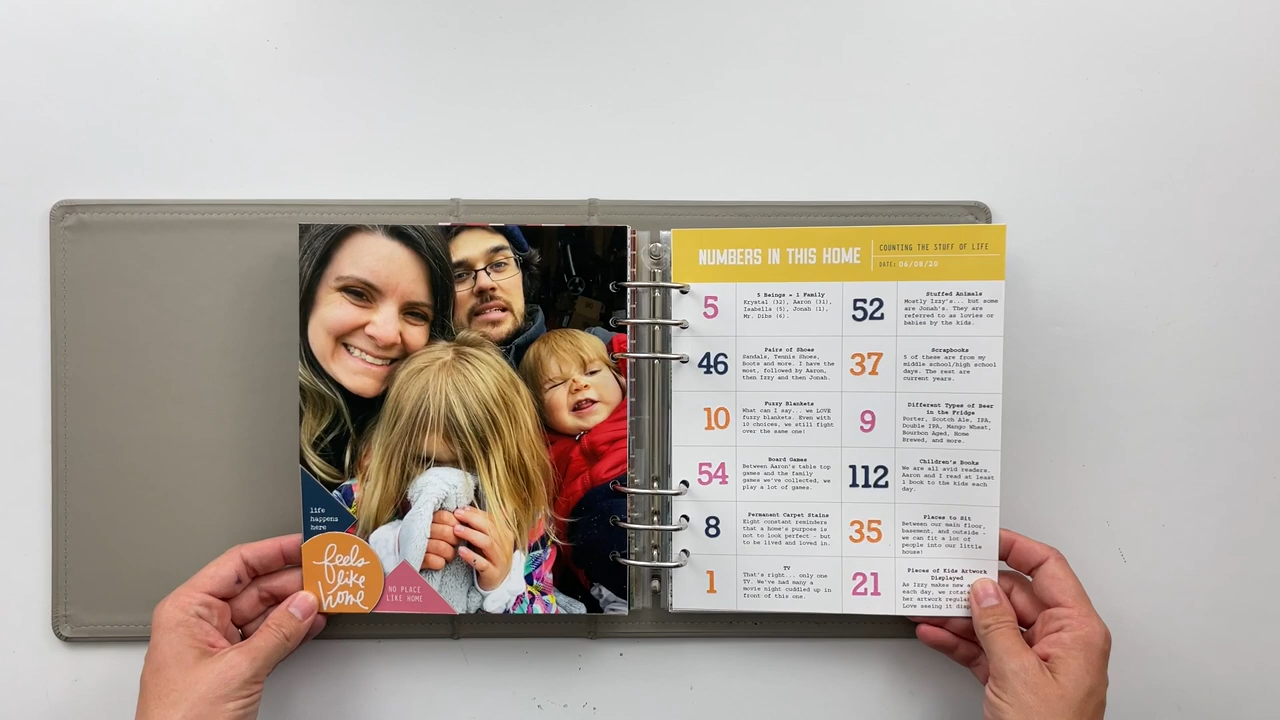 life
happens
here
feels
like
home
NO PLACE
LIKE HOME
NUMBERS IN THIS HOME
COUNTING THE STUFF OF LIFE
DATE: 06/08/20
5
5 Beings = 1 Family
Krystal (32), Aaron (31),
Isabella (5), Jonah (1),
Mr. Dibs (6).
52
Stuffed Animals
Mostly Izzy's... but some
are Jonah's. They are
referred to as lovies or
babies by the kids.
46
Pairs of Shoes
Sandals, Tennis Shoes,
Boots and more. I have the
most, followed by Aaron,
then Izzy and then Jonah.
37
Scrapbooks
5 of these are from my
middle school/high school
days. The rest are
current years.
10
Fuzzy Blankets
What can I say... we LOVE
fuzzy blankets. Even with
10 choices, we still fight
over the same one!
9
Different Types of Beer
in the Fridge
Porter, Scotch Ale, IPA,
Double IPA, Mango Wheat,
Bourbon Aged, Home
Brewed, and more.
54
Board Games
Between Aaron's table top
games and the family
games we've collected, we
play a lot of games.
112
Children's Books
We are all avid readers.
Aaron and I read at least
1 book to the kids each
day.
8
Permanent Carpet Stains
Eight constant reminders
that a home's purpose is
not to look perfect - but
to be lived and loved in.
35
Places to Sit
Between our main floor,
basement, and outside -
we can fit a lot of
people into our little
house!
1
TV
That's right... only one
TV. We've had many a
movie night cuddled up in
front of this one.
21
Pieces of Kids Artwork
Displayed
As Izzy makes new
each day, we rotate
her artwork
Love seeing it